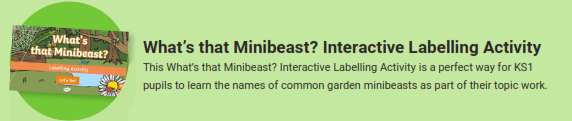 What's
that Minibeast?
Labelling Activity
Let's Go!
What's that Minibeast? Interactive Labelling Activity
This What's that Minibeast? Interactive Labelling Activity is a perfect way for KS1
pupils to learn the names of common garden minibeasts as part of their topic work.